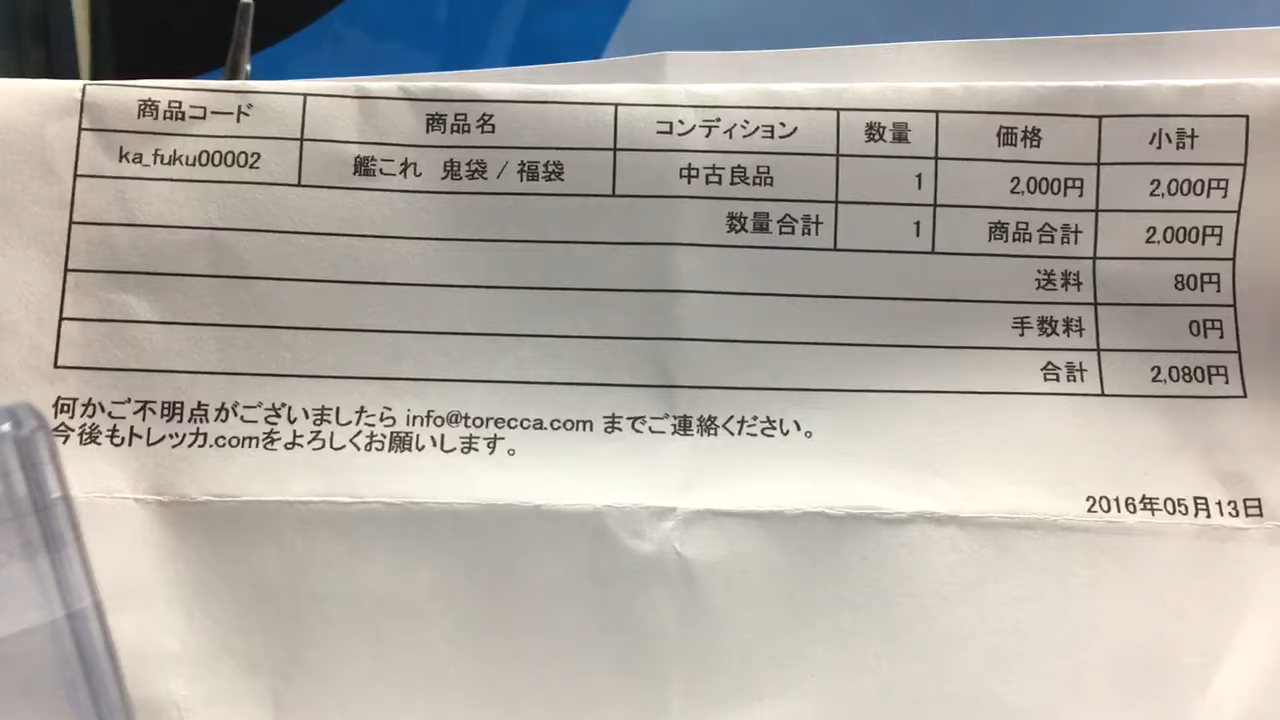 商品コード 商品名 コンディション 数量 価格 小計
ka_fuku00002 艦これ 鬼袋 / 福袋 中古良品 1 2,000円 2,000円
数量合計 1 商品合計 2,000円
送料 80円
手数料 0円
合計 2,080円
何かご不明点がございましたら info@torecca.com までご連絡ください。
今後もトレッカ.comをよろしくお願いします。
2016年05月13日